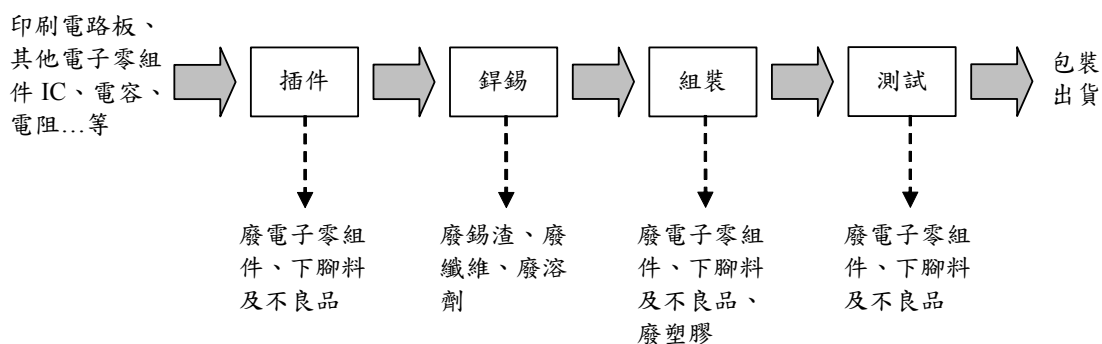 印刷電路板、
其他電子零組
件 IC、電容、
電阻…等
插件
銲錫
組裝
測試
包裝
出貨
廢電子零組
件、下腳料
及不良品
廢錫渣、廢
纖維、廢溶
劑
廢電子零組
件、下腳料
及不良品、
廢塑膠
廢電子零組
件、下腳料
及不良品